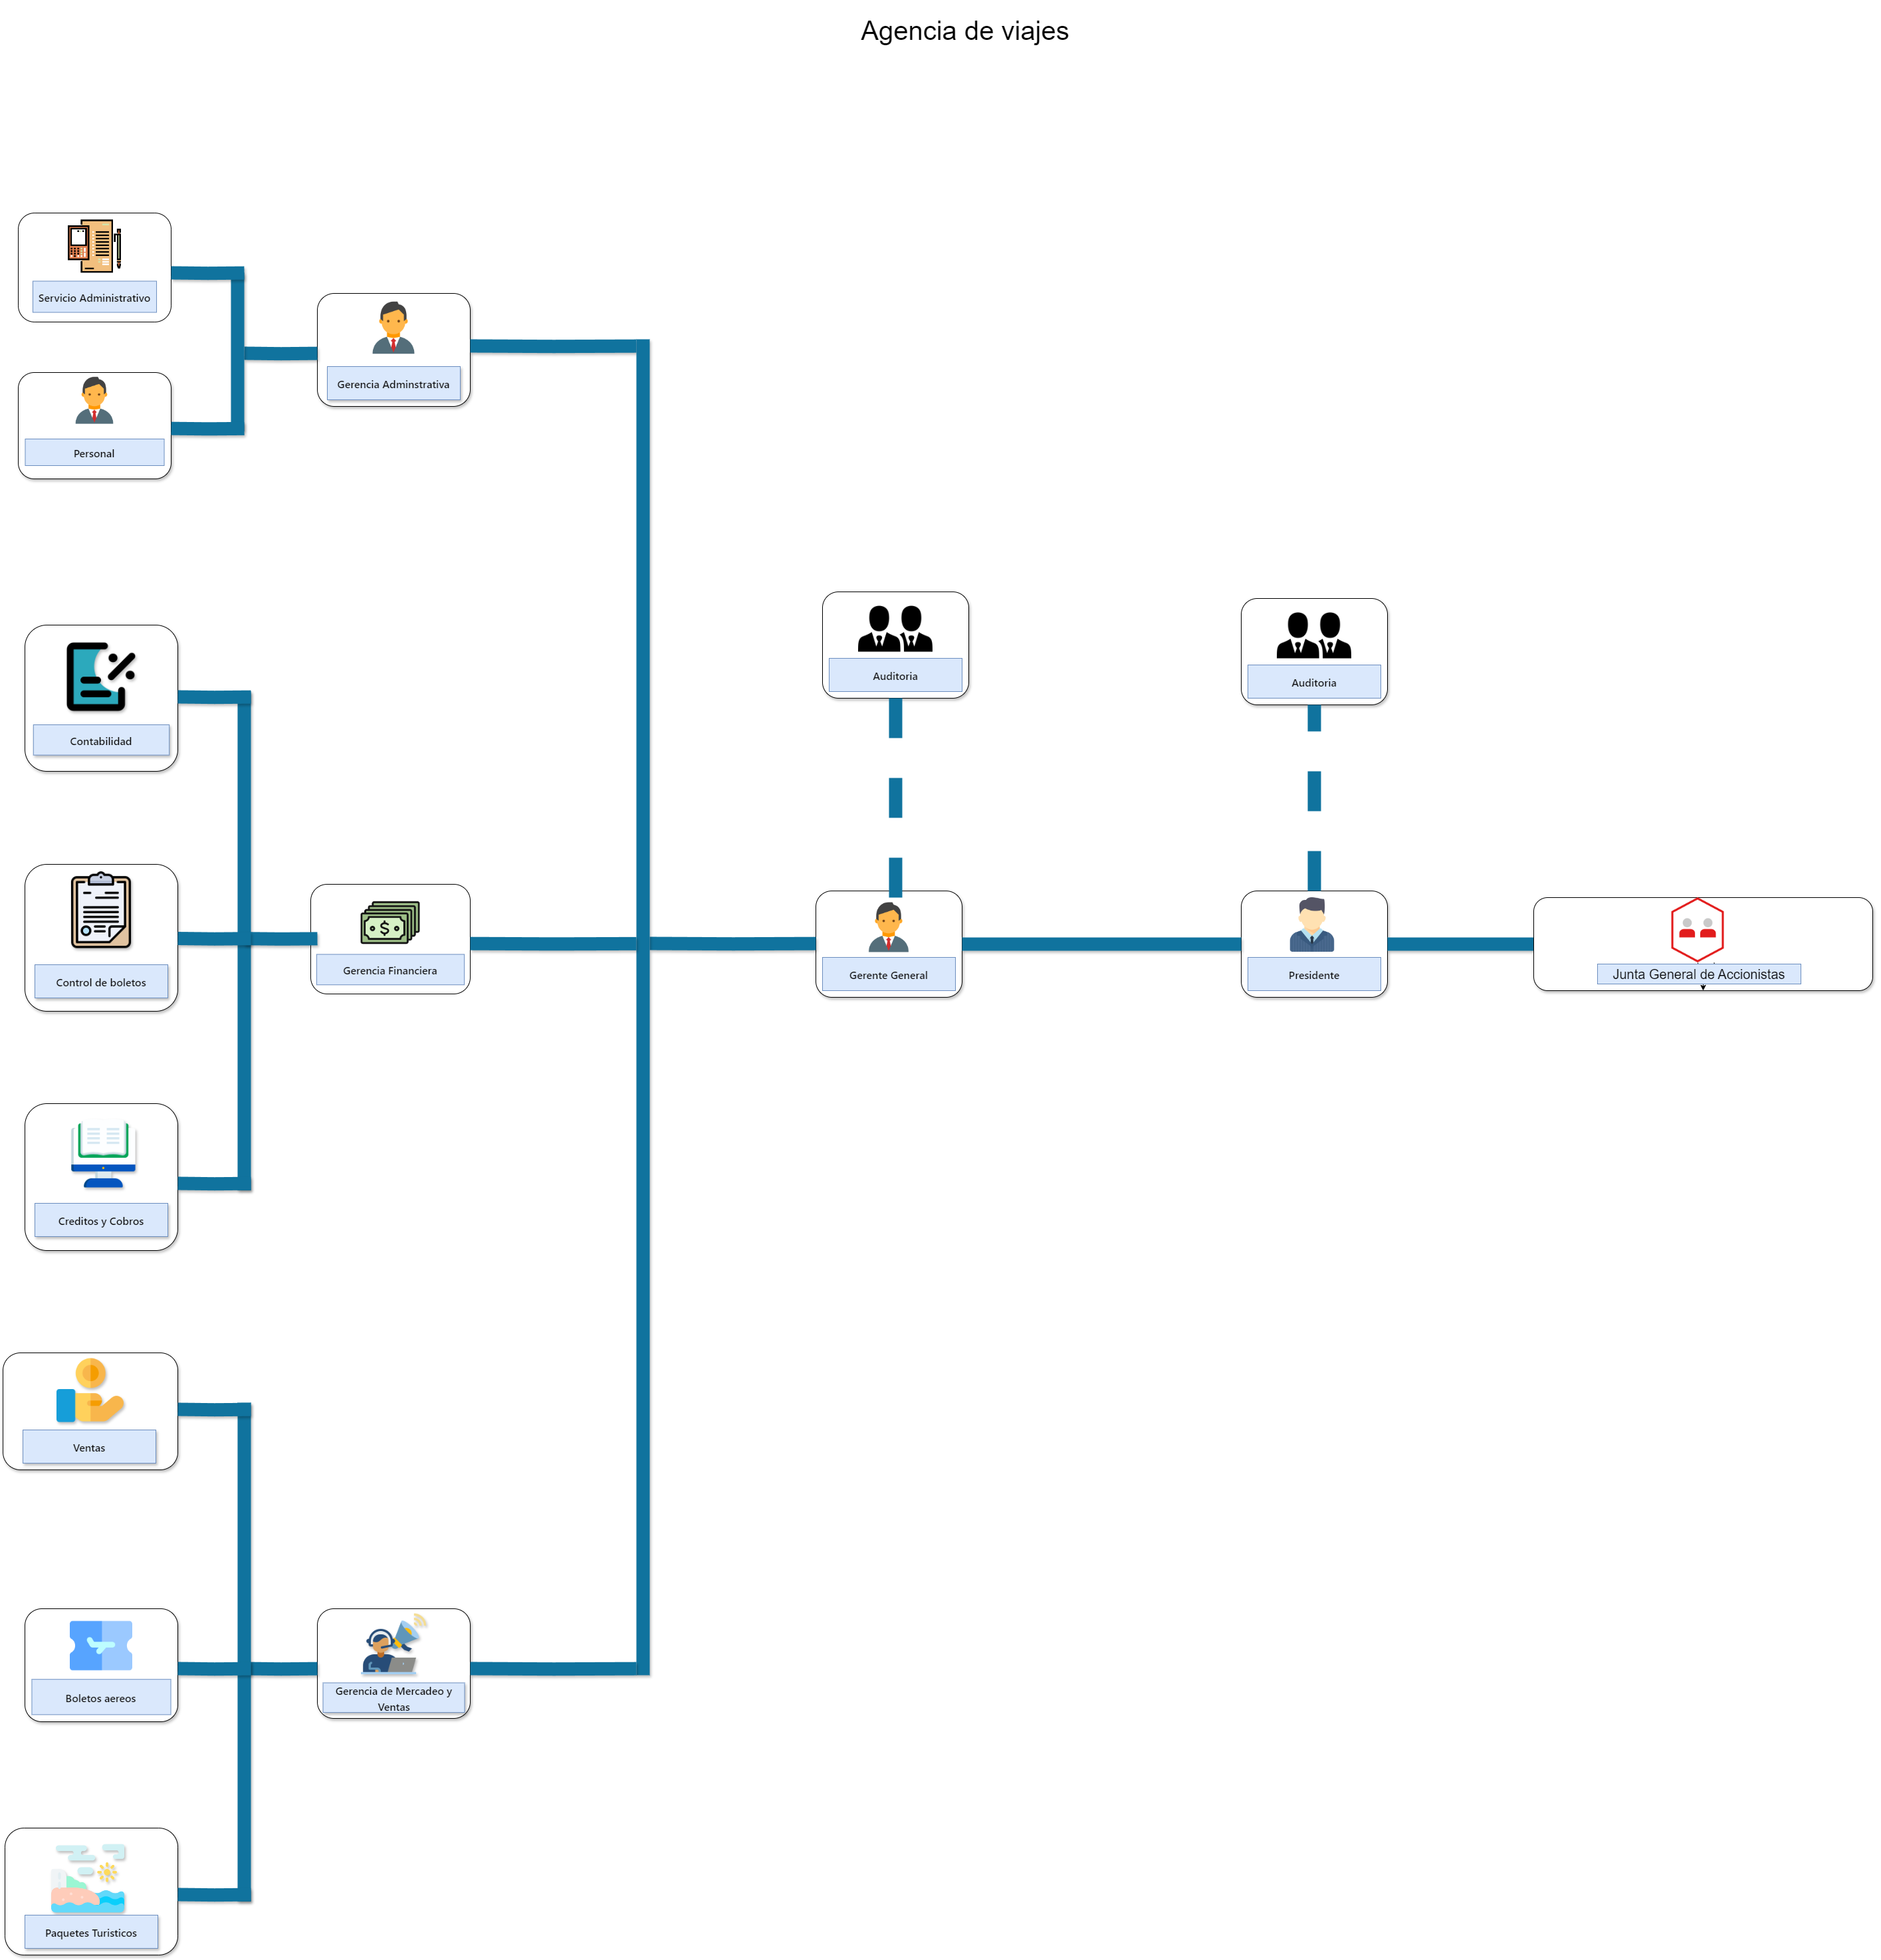 Agencia de viajes
Servicio Administrativo
Gerencia Adminstrativa
Personal
Auditoria
Auditoria
Contabilidad
Control de boletos
Gerencia Financiera
Gerente General
Presidente
Junta General de Accionistas
Creditos y Cobros
Ventas
Boletos aereos
Gerencia de Mercadeo y
Ventas
Paquetes Turisticos